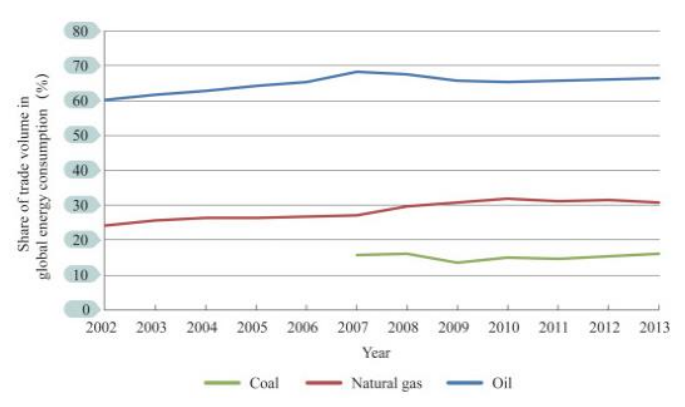 80
70
60
50
40
30
20
10
0
Share of trade volume in
global energy consumption (%)
2002 2003 2004 2005 2006 2007 2008 2009 2010 2011 2012 2013
Year
Coal Natural gas Oil